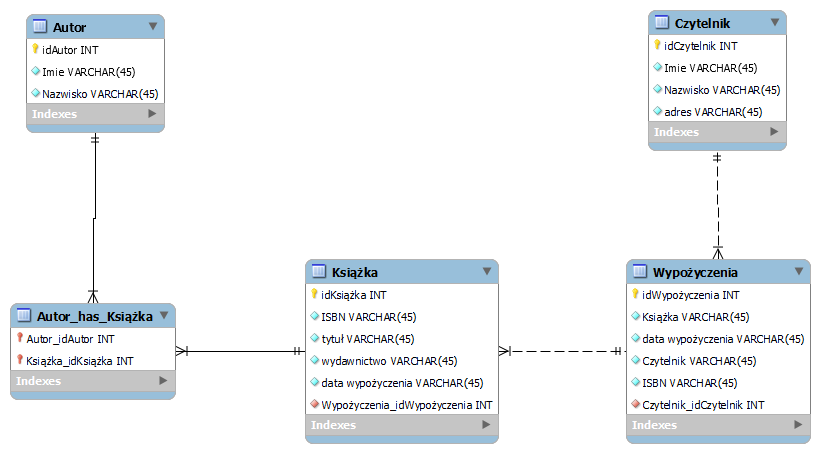 Autor
idAutor INT
Imie VARCHAR(45)
Nazwisko VARCHAR(45)
Indexes
Czytelnik
idCzytelnik INT
Imie VARCHAR(45)
Nazwisko VARCHAR(45)
adres VARCHAR(45)
Indexes
Autor_has_Książka
Autor_idAutor INT
Książka_idKsiążka INT
Indexes
Książka
idKsiążka INT
ISBN VARCHAR(45)
tytuł VARCHAR(45)
wydawnictwo VARCHAR(45)
data wypożyczenia VARCHAR(45)
Wypożyczenia_idWypożyczenia INT
Indexes
Wypożyczenia
idWypożyczenia INT
Książka VARCHAR(45)
data wypożyczenia VARCHAR(45)
Czytelnik VARCHAR(45)
ISBN VARCHAR(45)
Czytelnik_idCzytelnik INT
Indexes